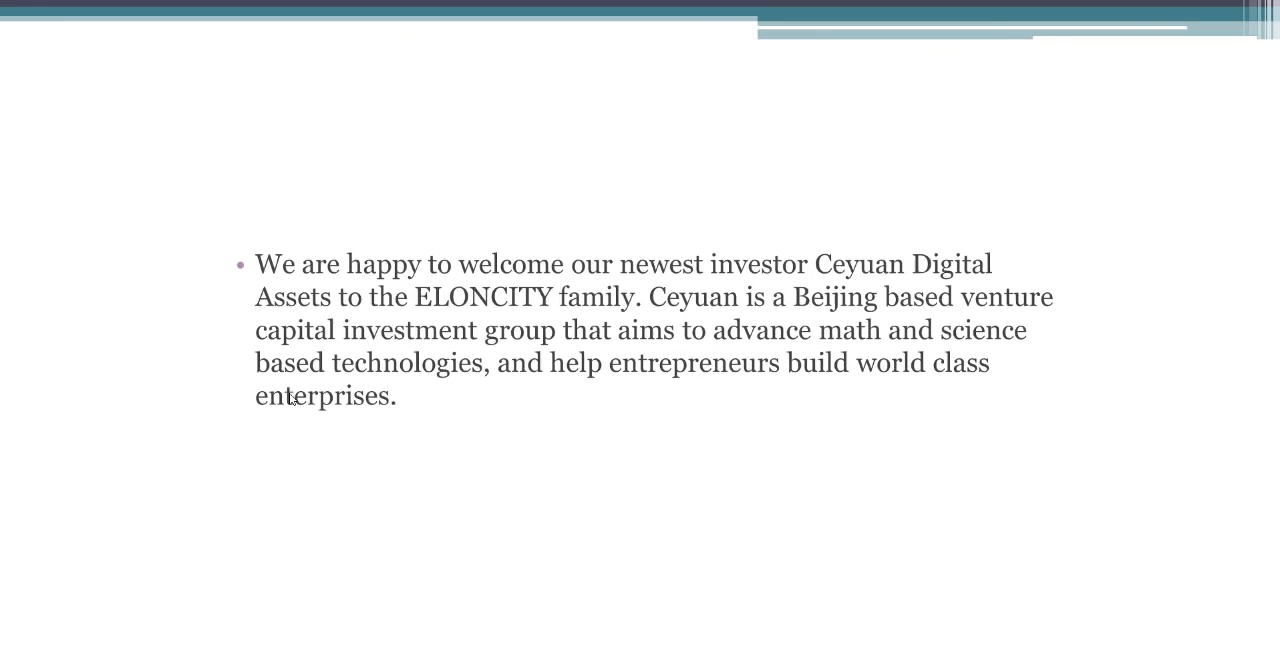 • We are happy to welcome our newest investor Ceyuan Digital
Assets to the ELONCITY family. Ceyuan is a Beijing based venture
capital investment group that aims to advance math and science
based technologies, and help entrepreneurs build world class
enterprises.